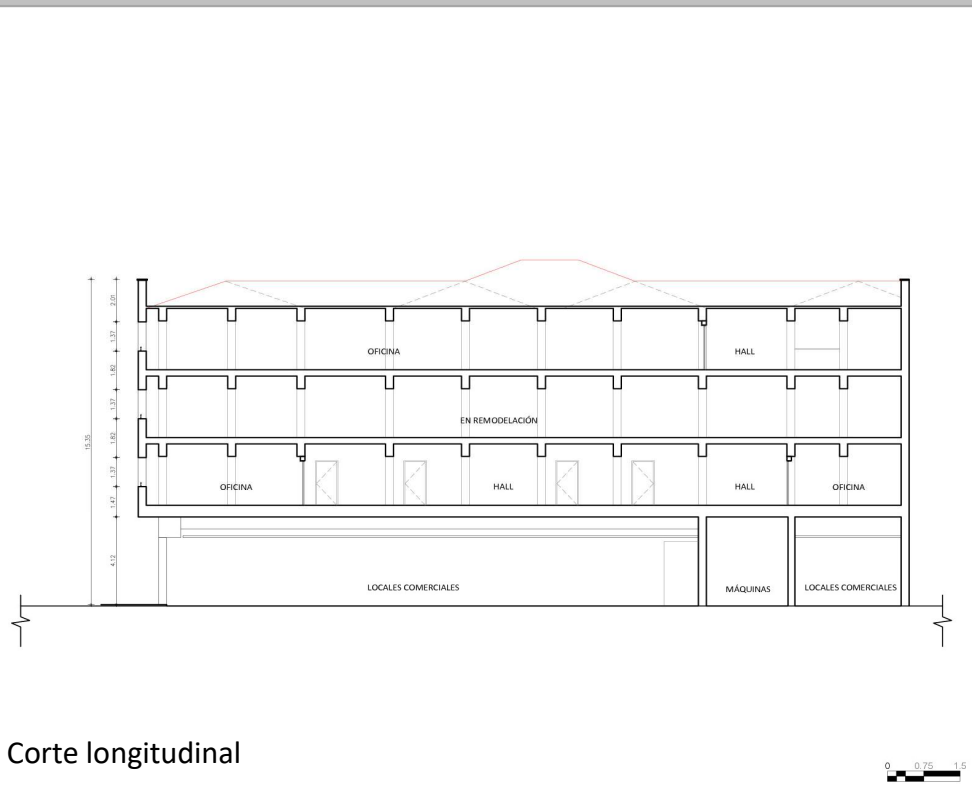 2.01
1.37
OFICINA
HALL
1.82
1.37
EN REMODELACIÓN
15.35
1.82
1.37
OFICINA
HALL
HALL
OFICINA
1.47
4.12
LOCALES COMERCIALES
MÁQUINAS
LOCALES COMERCIALES
Corte longitudinal
0 0.75 1.5